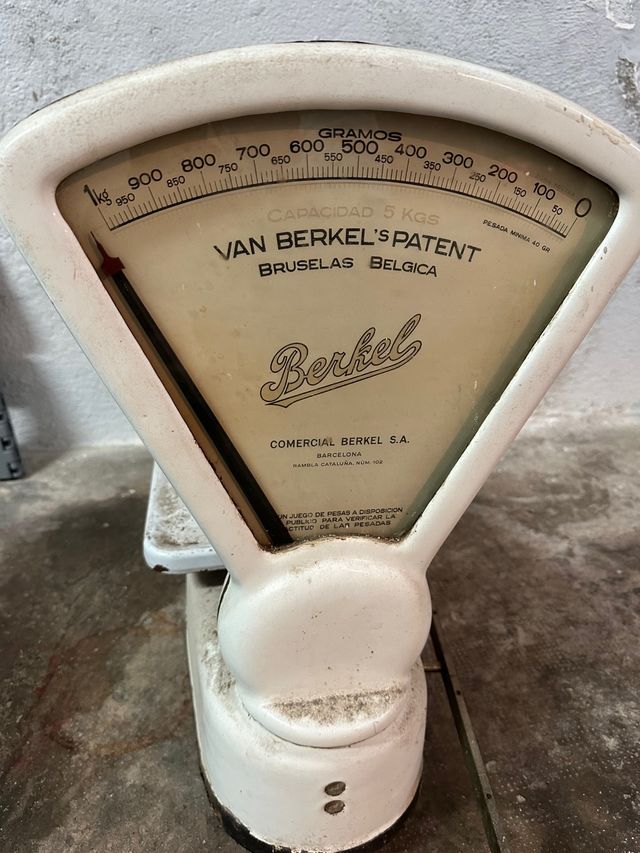 GRAMOS
1kg 950 900 850 800 750 700 650 600 550 500 450 400 350 300 250 200 150 100 50 0
CAPACIDAD 5 KGS
PESADA MINIMA 40 GR
VAN BERKEL'S PATENT
BRUSELAS BELGICA
Berkel
COMERCIAL BERKEL S.A.
BARCELONA
RAMBLA CATALUÑA, NÚM. 102
UN JUEGO DE PESAS A DISPOSICION
PUBLICO PARA VERIFICAR LA
ACTITUD DE LAS PESADAS